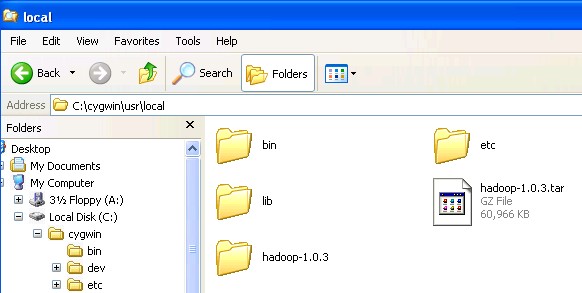 local
File Edit View Favorites Tools Help
Back Search Folders
Address C:\cygwin\usr\local
Folders
Desktop
My Documents
My Computer
3½ Floppy (A:)
Local Disk (C:)
cygwin
bin
dev
etc
bin
etc
lib
hadoop-1.0.3.tar
GZ File
60,966 KB
hadoop-1.0.3